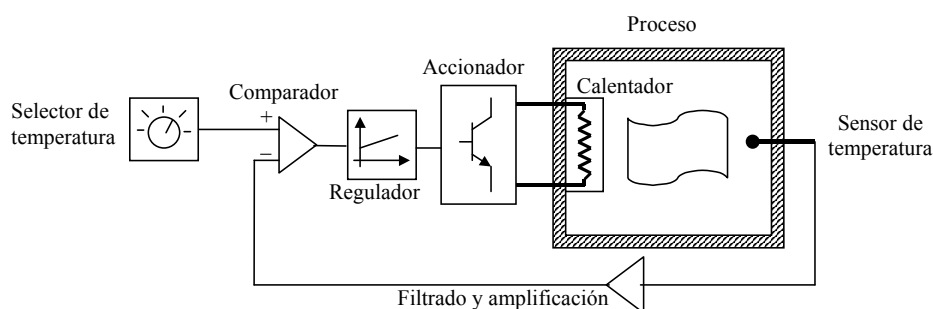 Proceso
Accionador
Calentador
Comparador
Selector de
temperatura
+
−
Regulador
Sensor de
temperatura
Filtrado y amplificación